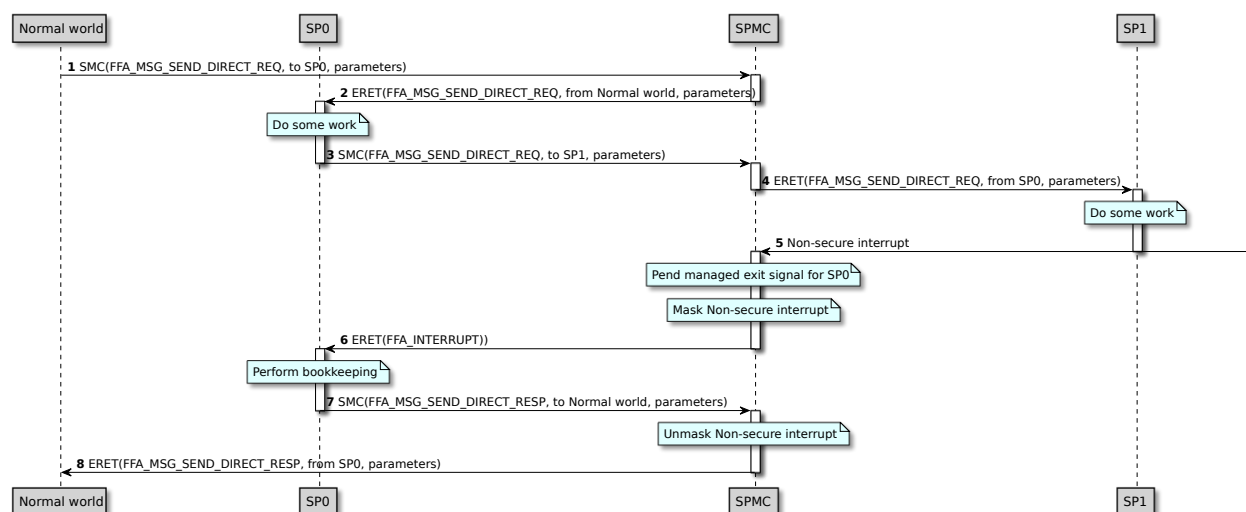 Normal world SP0 SPMC SP1
1 SMC(FFA_MSG_SEND_DIRECT_REQ, to SP0, parameters)
2 ERET(FFA_MSG_SEND_DIRECT_REQ, from Normal world, parameters)
Do some work
3 SMC(FFA_MSG_SEND_DIRECT_REQ, to SP1, parameters)
4 ERET(FFA_MSG_SEND_DIRECT_REQ, from SP0, parameters)
Do some work
5 Non-secure interrupt
Pend managed exit signal for SP0
Mask Non-secure interrupt
6 ERET(FFA_INTERRUPT))
Perform bookkeeping
7 SMC(FFA_MSG_SEND_DIRECT_RESP, to Normal world, parameters)
Unmask Non-secure interrupt
8 ERET(FFA_MSG_SEND_DIRECT_RESP, from SP0, parameters)
Normal world SP0 SPMC SP1